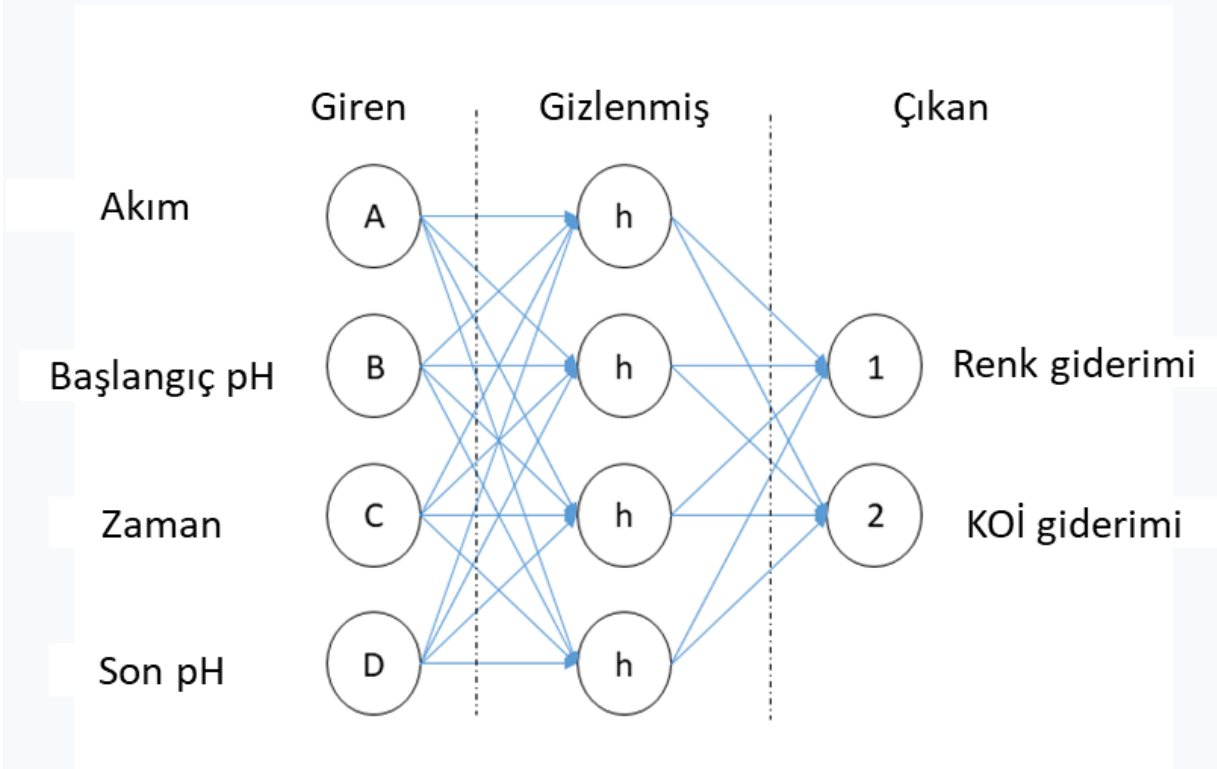 Giren Gizlenmiş Çıkan
Akım A h
Başlangıç pH B h 1 Renk giderimi
Zaman C h 2 KOİ giderimi
Son pH D h